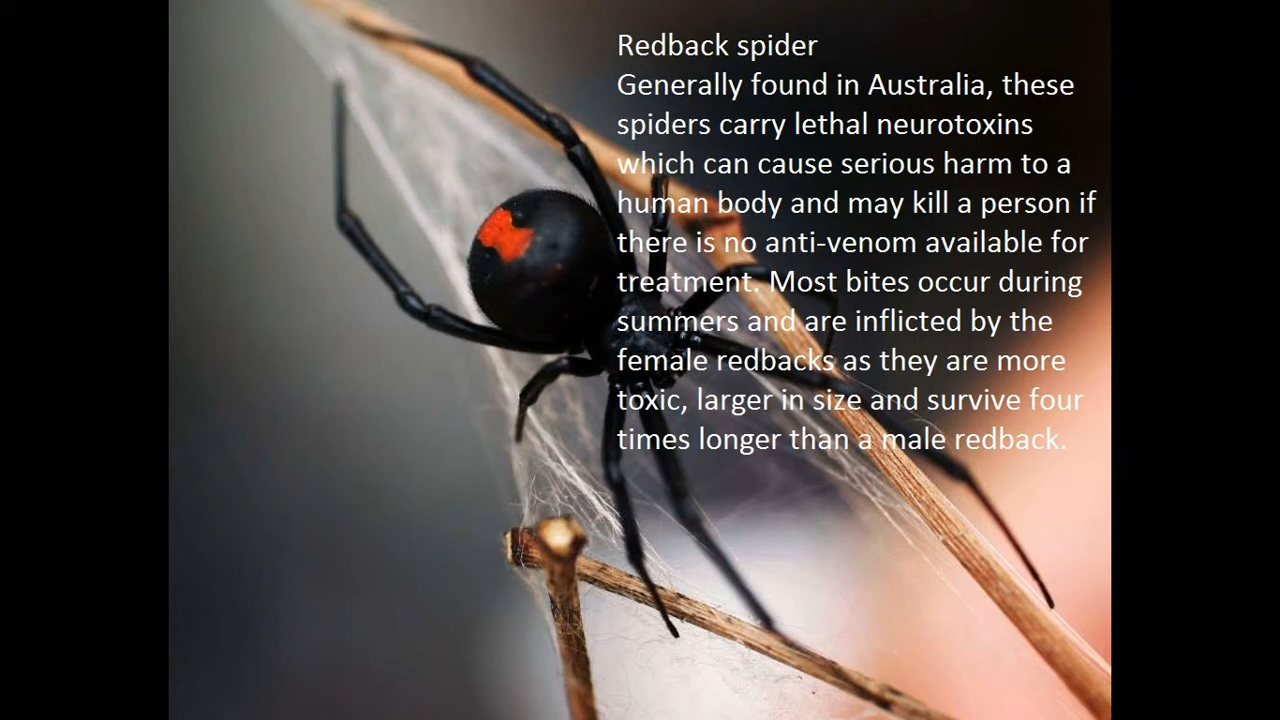 Redback spider
Generally found in Australia, these
spiders carry lethal neurotoxins
which can cause serious harm to a
human body and may kill a person if
there is no anti-venom available for
treatment. Most bites occur during
summers and are inflicted by the
female redbacks as they are more
toxic, larger in size and survive four
times longer than a male redback.